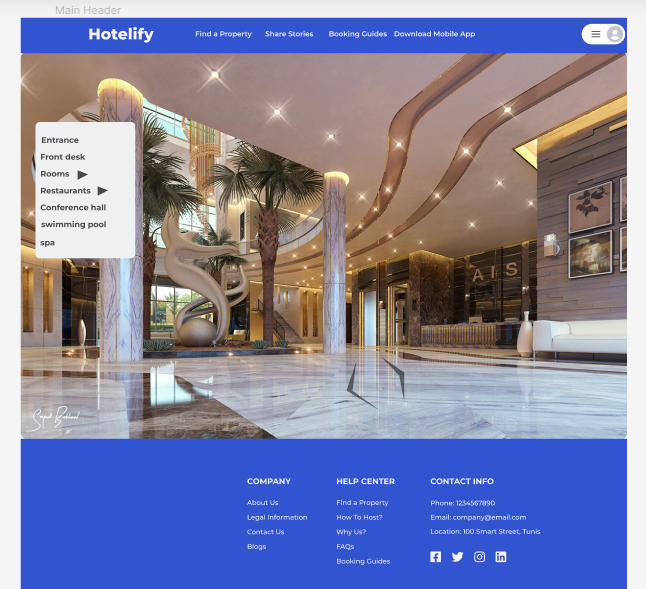 Main Header
Hotelify
Find a Property Share Stories Booking Guides Download Mobile App
Entrance
Front desk
Rooms
Restaurants
Conference hall
swimming pool
spa
AIS
COMPANY
About Us
Legal Information
Contact Us
Blogs
HELP CENTER
Find a Property
How To Host?
Why Us?
FAQs
Booking Guides
CONTACT INFO
Phone: 1234567890
Email: company@email.com
Location: 100 Smart Street, Tunis